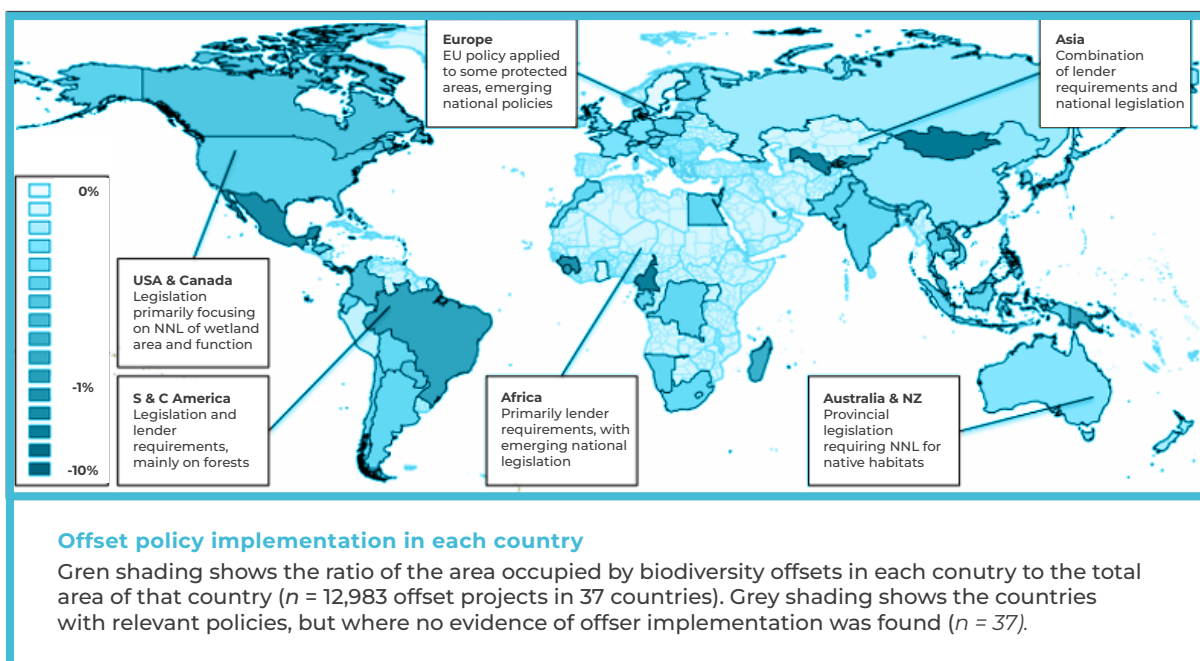 Europe
EU policy applied
to some protected
areas, emerging
national policies
Asia
Combination
of lender
requirements and
national legislation
0%
-1%
-10%
USA & Canada
Legislation
primarily focusing
on NNL of wetland
area and function
S & C America
Legislation and
lender
requirements,
mainly on forests
Africa
Primarily lender
requirements, with
emerging national
legislation
Australia & NZ
Provincial
legislation
requiring NNL for
native habitats
Offset policy implementation in each country
Gren shading shows the ratio of the area occupied by biodiversity offsets in each conutry to the total
area of that country (n = 12,983 offset projects in 37 countries). Grey shading shows the countries
with relevant policies, but where no evidence of offser implementation was found (n = 37).